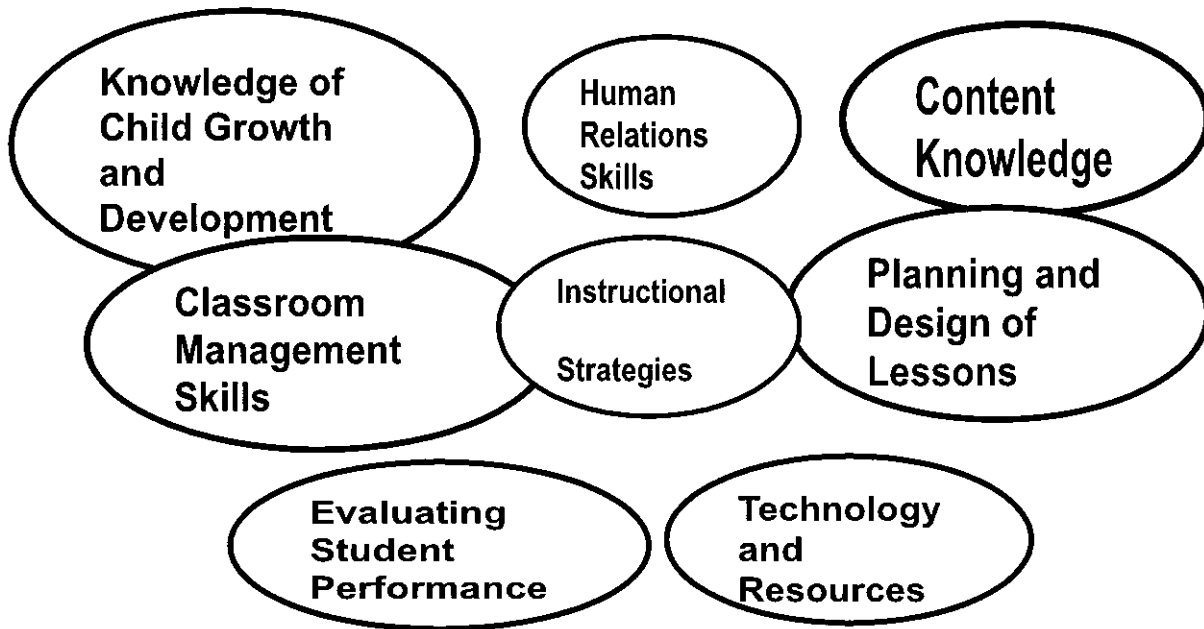 Knowledge of
Child Growth
and
Development
Human
Relations
Skills
Content
Knowledge
Classroom
Management
Skills
Instructional
Strategies
Planning and
Design of
Lessons
Evaluating
Student
Performance
Technology
and
Resources